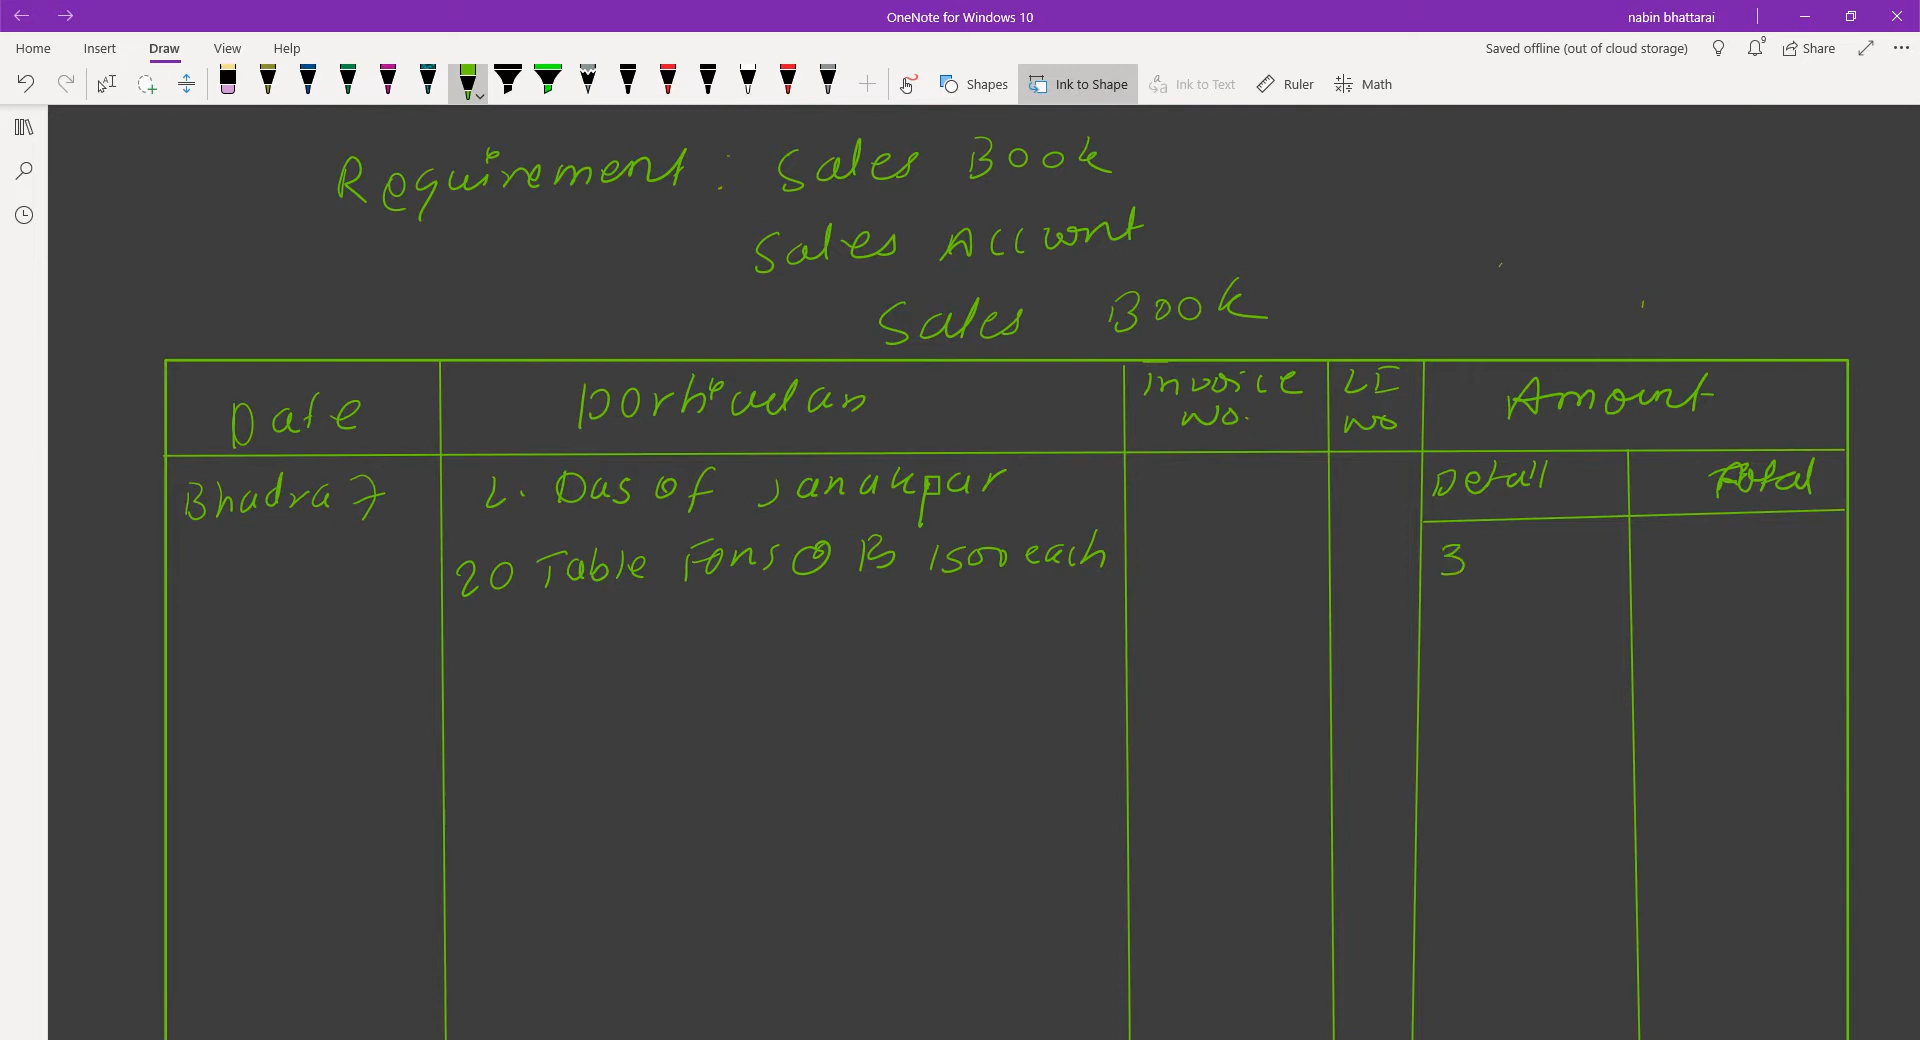 OneNote for Windows 10
nabin bhattarai
Home Insert Draw View Help
Saved offline (out of cloud storage)
9
Share
Shapes
Ink to Shape
Ink to Text
Ruler
Math
Requirement : Sales Book
Sales Account
Sales Book
Date
Particulars
Invoice No.
LF No
Amount
Bhadra 7
L. Das of Janakpur
Detail
Total
20 Table Fans @ Rs 1500 each
3